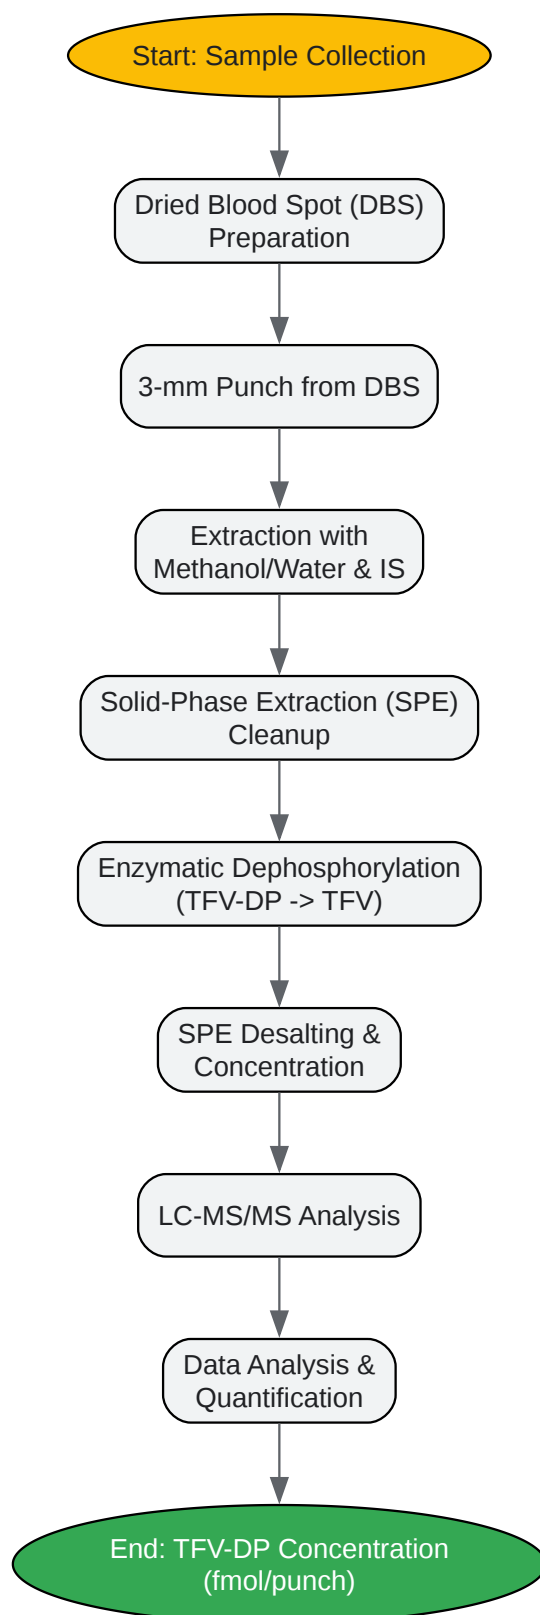 Start: Sample Collection
Dried Blood Spot (DBS)
Preparation
3-mm Punch from DBS
Extraction with
Methanol/Water & IS
Solid-Phase Extraction (SPE)
Cleanup
Enzymatic Dephosphorylation
(TFV-DP -> TFV)
SPE Desalting &
Concentration
LC-MS/MS Analysis
Data Analysis &
Quantification
End: TFV-DP Concentration
(fmol/punch)